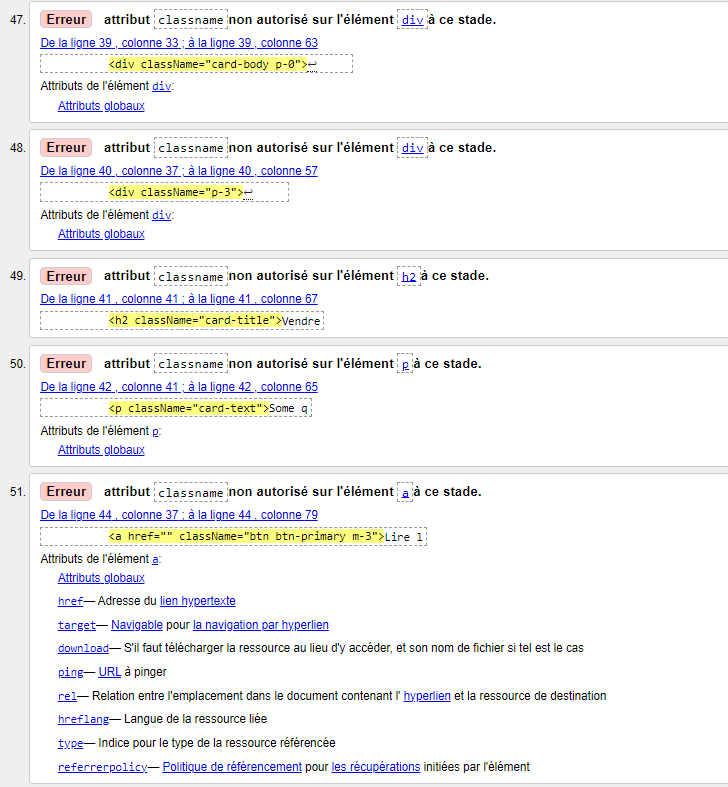 47. Erreur attribut classname non autorisé sur l'élément div à ce stade.
De la ligne 39 , colonne 33 ; à la ligne 39 , colonne 63
<div className="card-body p-0">↩
Attributs de l'élément div:
Attributs globaux
48. Erreur attribut classname non autorisé sur l'élément div à ce stade.
De la ligne 40 , colonne 37 ; à la ligne 40 , colonne 57
<div className="p-3">↩
Attributs de l'élément div:
Attributs globaux
49. Erreur attribut classname non autorisé sur l'élément h2 à ce stade.
De la ligne 41 , colonne 41 ; à la ligne 41 , colonne 67
<h2 className="card-title">Vendre
50. Erreur attribut classname non autorisé sur l'élément p à ce stade.
De la ligne 42 , colonne 41 ; à la ligne 42 , colonne 65
<p className="card-text">Some q
Attributs de l'élément p:
Attributs globaux
51. Erreur attribut classname non autorisé sur l'élément a à ce stade.
De la ligne 44 , colonne 37 ; à la ligne 44 , colonne 79
<a href="" className="btn btn-primary m-3">Lire l
Attributs de l'élément a:
Attributs globaux
href— Adresse du lien hypertexte
target— Navigable pour la navigation par hyperlien
download— S'il faut télécharger la ressource au lieu d'y accéder, et son nom de fichier si tel est le cas
ping— URL à pinger
rel— Relation entre l'emplacement dans le document contenant l' hyperlien et la ressource de destination
hreflang— Langue de la ressource liée
type— Indice pour le type de la ressource référencée
referrerpolicy— Politique de référencement pour les récupérations initiées par l'élément